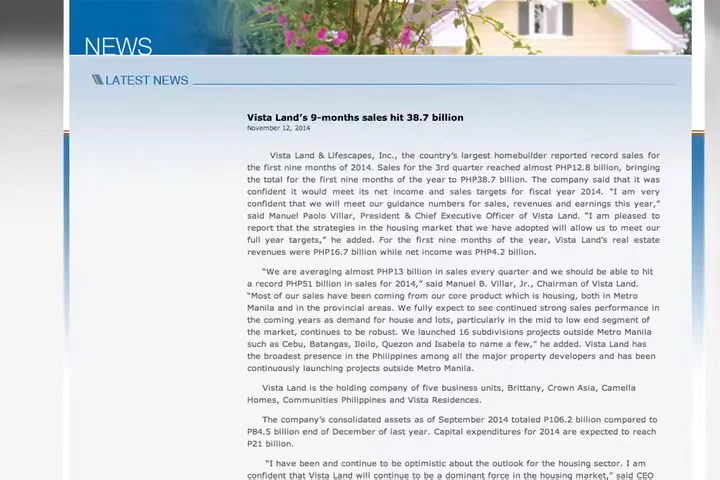 NEWS
LATEST NEWS
Vista Land's 9-months sales hit 38.7 billion
November 12, 2014
Vista Land & Lifescapes, Inc., the country's largest homebuilder reported record sales for
the first nine months of 2014. Sales for the 3rd quarter reached almost PHP12.8 billion, bringing
the total for the first nine months of the year to PHP38.7 billion. The company said that it was
confident it would meet its net income and sales targets for fiscal year 2014. "I am very
confident that we will meet our guidance numbers for sales, revenues and earnings this year,"
said Manuel Paolo Villar, President & Chief Executive Officer of Vista Land. "I am pleased to
report that the strategies in the housing market that we have adopted will allow us to meet our
full year targets," he added. For the first nine months of the year, Vista Land's real estate
revenues were PHP16.7 billion while net income was PHP4.2 billion.
"We are averaging almost PHP13 billion in sales every quarter and we should be able to hit
a record PHP51 billion in sales for 2014," said Manuel B. Villar, Jr., Chairman of Vista Land.
"Most of our sales have been coming from our core product which is housing, both in Metro
Manila and in the provincial areas. We fully expect to see continued strong sales performance in
the coming years as demand for house and lots, particularly in the mid to low end segment of
the market, continues to be robust. We launched 16 subdivisions projects outside Metro Manila
such as Cebu, Batangas, Iloilo, Quezon and Isabela to name a few," he added. Vista Land has
the broadest presence in the Philippines among all the major property developers and has been
continuously launching projects outside Metro Manila.
Vista Land is the holding company of five business units, Brittany, Crown Asia, Camella
Homes, Communities Philippines and Vista Residences.
The company's consolidated assets as of September 2014 totaled P106.2 billion compared to
P84.5 billion end of December of last year. Capital expenditures for 2014 are expected to reach
P21 billion.
"I have been and continue to be optimistic about the outlook for the housing sector. I am
confident that Vista Land will continue to be a dominant force in the housing market," said CEO